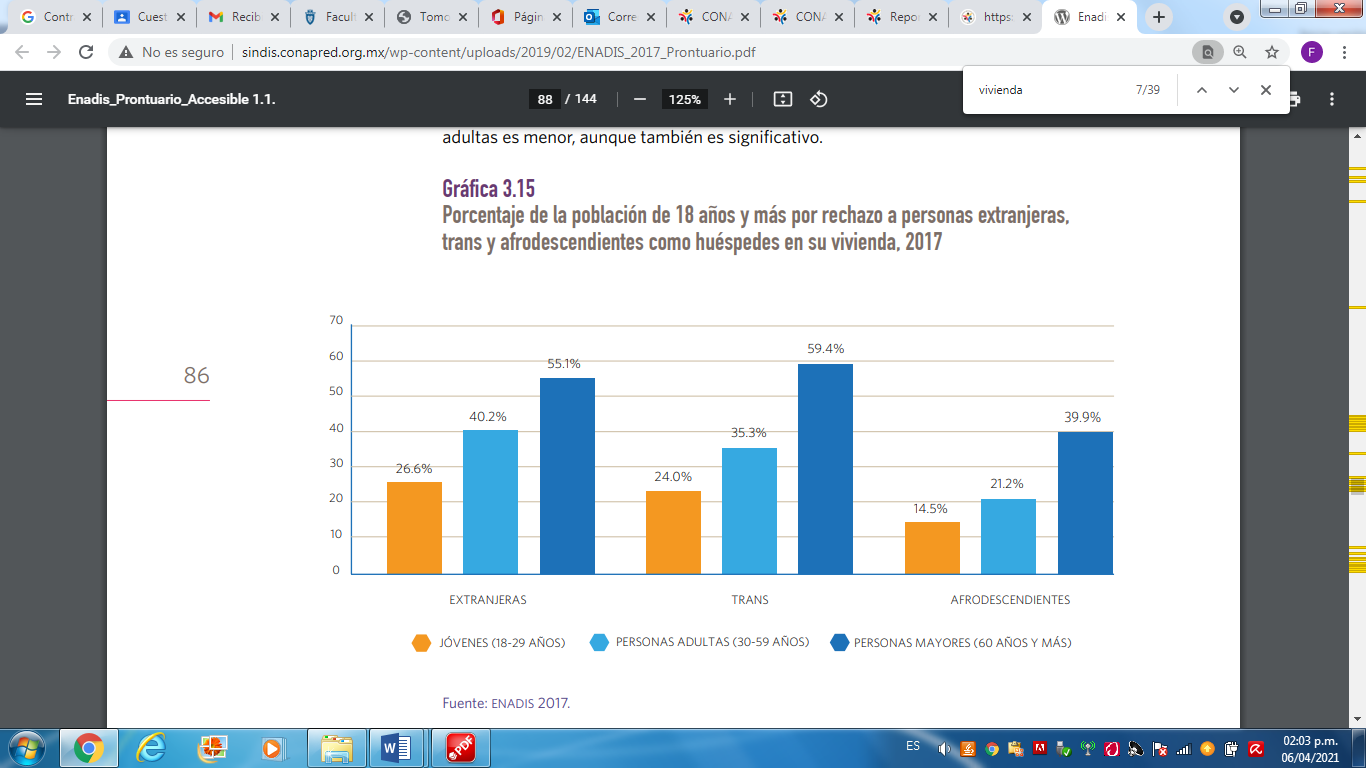 Contr
Cuest
Recib
Facult
Tomo
Págin
Corre
CONA
CONA
Repor
https:
Enadi
No es seguro | sindis.conapred.org.mx/wp-content/uploads/2019/02/ENADIS_2017_Prontuario.pdf
F
Enadis_Prontuario_Accesible 1.1.
88 / 144
125%
vivienda 7/39
adultas es menor, aunque también es significativo.
Gráfica 3.15
Porcentaje de la población de 18 años y más por rechazo a personas extranjeras,
trans y afrodescendientes como huéspedes en su vivienda, 2017
86
70
60
50
40
30
20
10
0
26.6%
40.2%
55.1%
24.0%
35.3%
59.4%
14.5%
21.2%
39.9%
EXTRANJERAS
TRANS
AFRODESCENDIENTES
JÓVENES (18-29 AÑOS)
PERSONAS ADULTAS (30-59 AÑOS)
PERSONAS MAYORES (60 AÑOS Y MÁS)
Fuente: ENADIS 2017.
PDF
ES
02:03 p.m.
06/04/2021